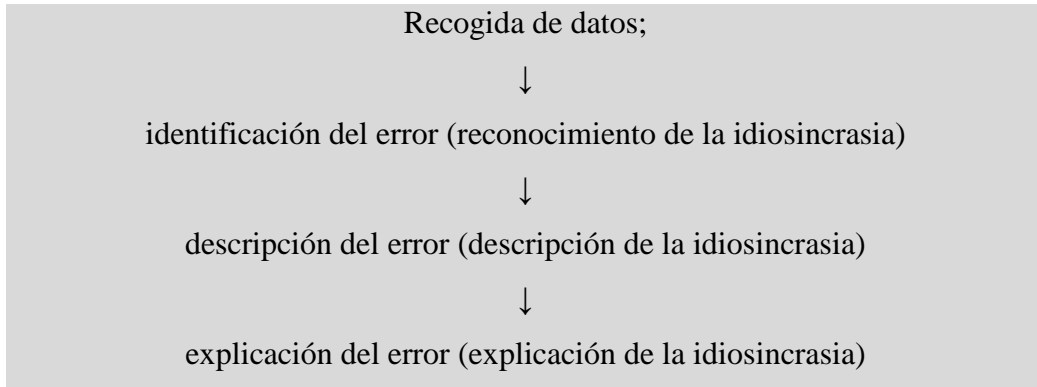 Recogida de datos;
↓
identificación del error (reconocimiento de la idiosincrasia)
↓
descripción del error (descripción de la idiosincrasia)
↓
explicación del error (explicación de la idiosincrasia)